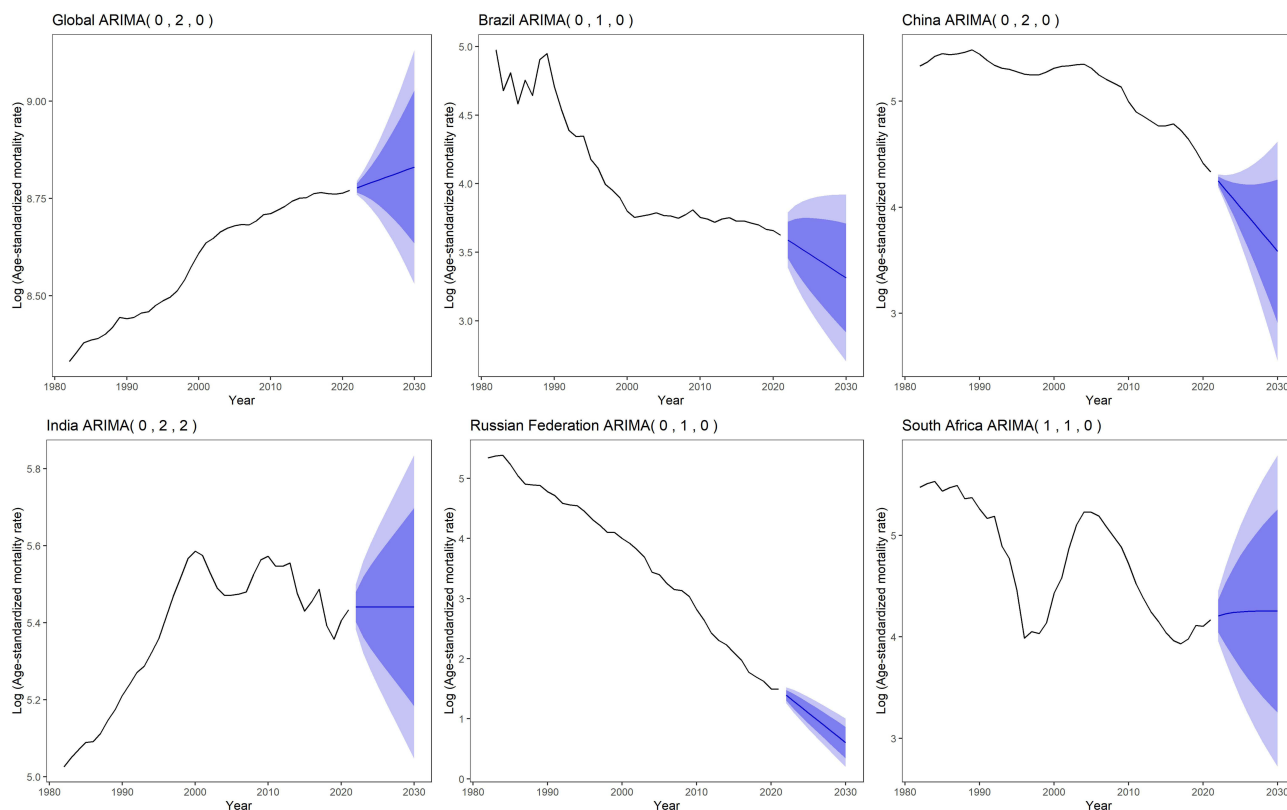 Global ARIMA( 0 , 2 , 0 )
Log (Age-standardized mortality rate)
9.00
8.75
8.50
1980 1990 2000 2010 2020 2030
Year
Brazil ARIMA( 0 , 1 , 0 )
Log (Age-standardized mortality rate)
5.0
4.5
4.0
3.5
3.0
1980 1990 2000 2010 2020 2030
Year
China ARIMA( 0 , 2 , 0 )
Log (Age-standardized mortality rate)
5
4
3
1980 1990 2000 2010 2020 2030
Year
India ARIMA( 0 , 2 , 2 )
Log (Age-standardized mortality rate)
5.8
5.6
5.4
5.2
5.0
1980 1990 2000 2010 2020 2030
Year
Russian Federation ARIMA( 0 , 1 , 0 )
Log (Age-standardized mortality rate)
5
4
3
2
1
0
1980 1990 2000 2010 2020 2030
Year
South Africa ARIMA( 1 , 1 , 0 )
Log (Age-standardized mortality rate)
5
4
3
1980 1990 2000 2010 2020 2030
Year